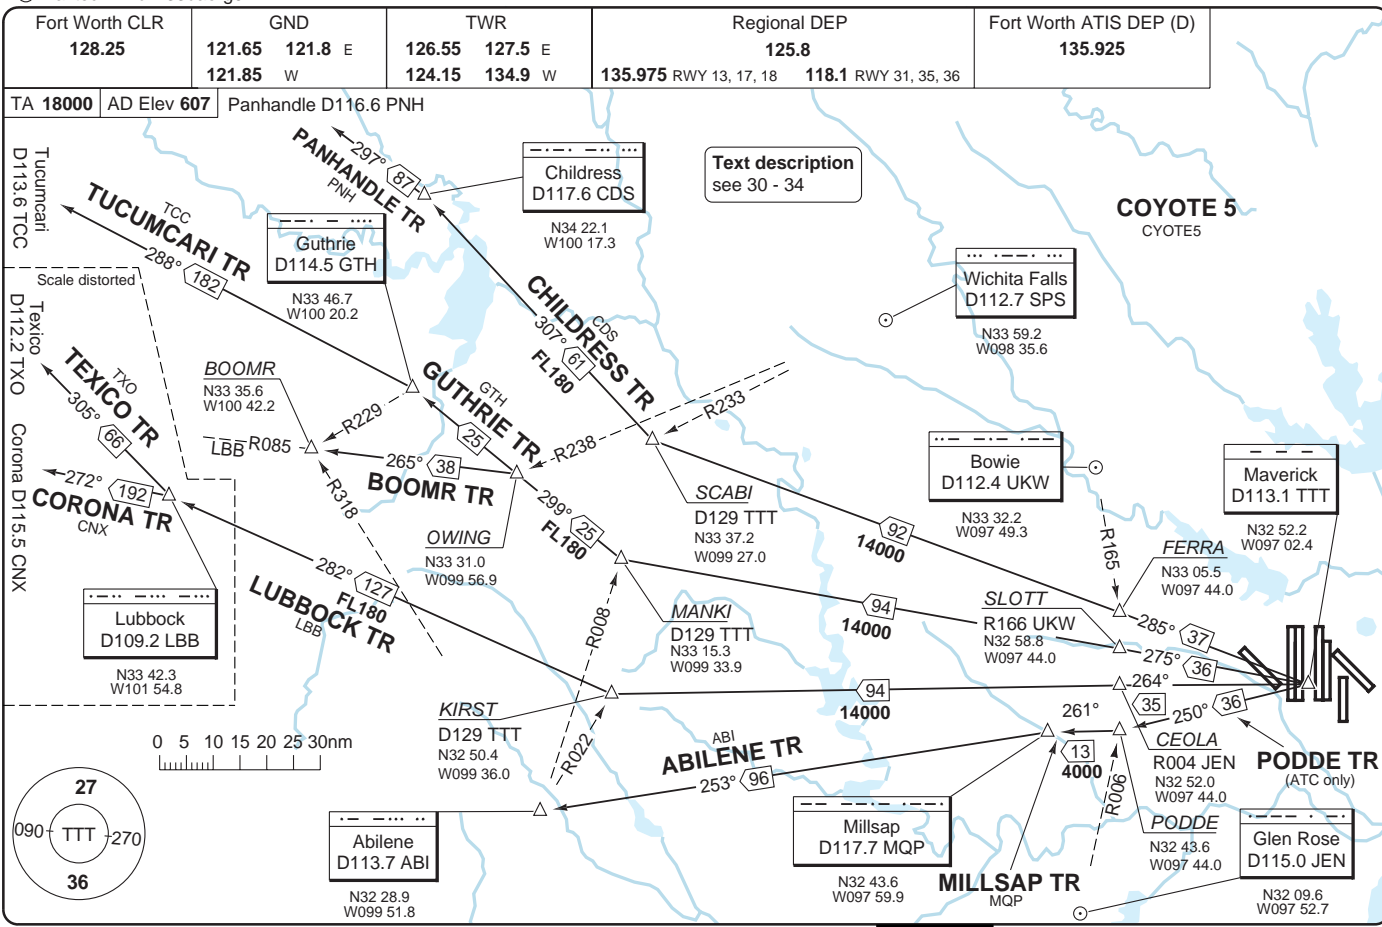 Fort Worth CLR
128.25
GND
121.65 121.8 E
121.85 W
TWR
126.55 127.5 E
124.15 134.9 W
Regional DEP
125.8
135.975 RWY 13, 17, 18 118.1 RWY 31, 35, 36
Fort Worth ATIS DEP (D)
135.925
TA 18000
AD Elev 607
Panhandle D116.6 PNH
Tucumcari
D113.6 TCC
297°
87
PANHANDLE TR
PNH
Childress
D117.6 CDS
N34 22.1
W100 17.3
Text description
see 30 - 34
COYOTE 5
CYOTE5
TCC
TUCUMCARI TR
288°
182
Guthrie
D114.5 GTH
N33 46.7
W100 20.2
Wichita Falls
D112.7 SPS
N33 59.2
W098 35.6
Scale distorted
Texico
D112.2 TXO
TXO
TEXICO TR
305°
66
CDS
CHILDRESS TR
307°
61
FL180
BOOMR
N33 35.6
W100 42.2
GTH
GUTHRIE TR
25
R229
R233
R238
LBB R085
265°
38
BOOMR TR
R318
Corona D115.5 CNX
272°
192
CORONA TR
CNX
Bowie
D112.4 UKW
N33 32.2
W097 49.3
Maverick
D113.1 TTT
N32 52.2
W097 02.4
SCABI
D129 TTT
N33 37.2
W099 27.0
299°
25
FL180
OWING
N33 31.0
W099 56.9
92
14000
R165
FERRA
N33 05.5
W097 44.0
282°
127
FL180
LUBBOCK TR
LBB
Lubbock
D109.2 LBB
N33 42.3
W101 54.8
R008
MANKI
D129 TTT
N33 15.3
W099 33.9
94
14000
SLOTT
R166 UKW
N32 58.8
W097 44.0
285°
37
275°
36
264°
35
94
14000
250°
36
KIRST
D129 TTT
N32 50.4
W099 36.0
R022
261°
13
4000
CEOLA
R004 JEN
N32 52.0
W097 44.0
PODDE TR
(ATC only)
ABI
ABILENE TR
253°
96
R006
0 5 10 15 20 25 30nm
27
090 TTT 270
36
Abilene
D113.7 ABI
N32 28.9
W099 51.8
Millsap
D117.7 MQP
N32 43.6
W097 59.9
MILLSAP TR
MQP
PODDE
N32 43.6
W097 44.0
Glen Rose
D115.0 JEN
N32 09.6
W097 52.7